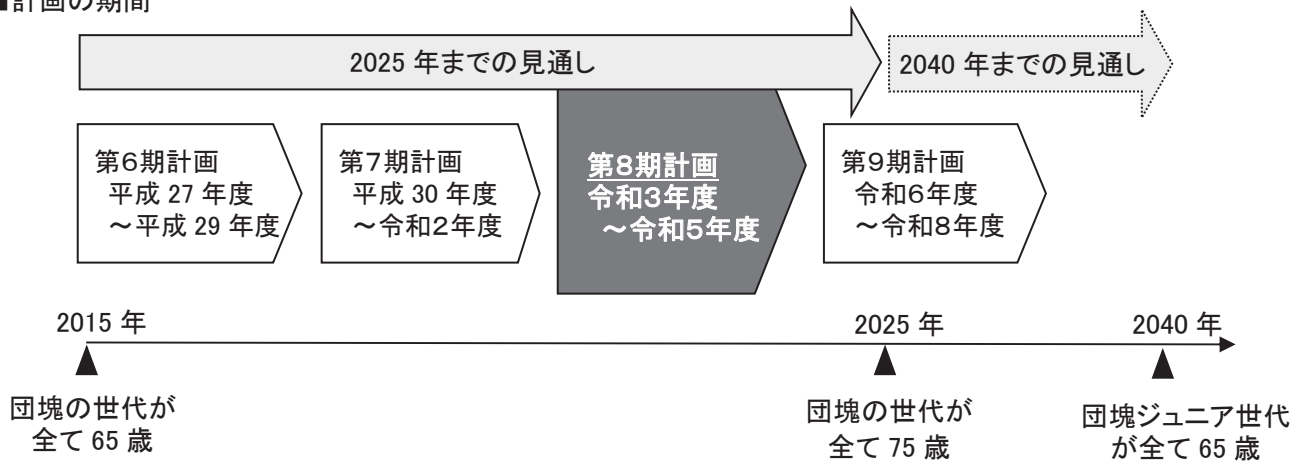 ■計画の期間
2025 年までの見通し
2040 年までの見通し
第6期計画
平成 27 年度
～平成 29 年度
第7期計画
平成 30 年度
～令和2年度
第8期計画
令和3年度
～令和5年度
第9期計画
令和6年度
～令和8年度
2015 年
2025 年
2040 年
団塊の世代が
全て 65 歳
団塊の世代が
全て 75 歳
団塊ジュニア世代
が全て 65 歳